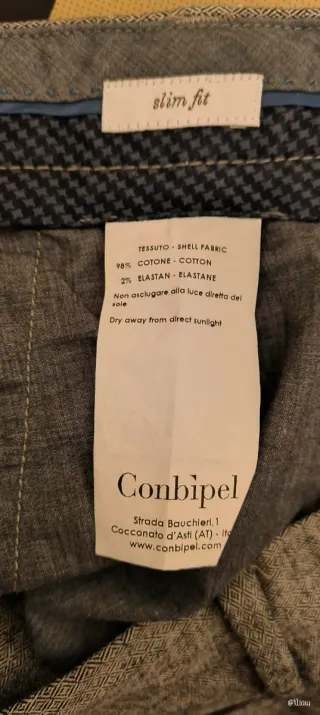 slim fit
TESSUTO - SHELL FABRIC
98% COTONE - COTTON
2% ELASTAN - ELASTANE
Non asciugare alla luce diretta del
sole
Dry away from direct sunlight
Conbipel
Strada Bauchieri, 1
Cocconato d'Asti (AT) - Ita
www.conbipel.com